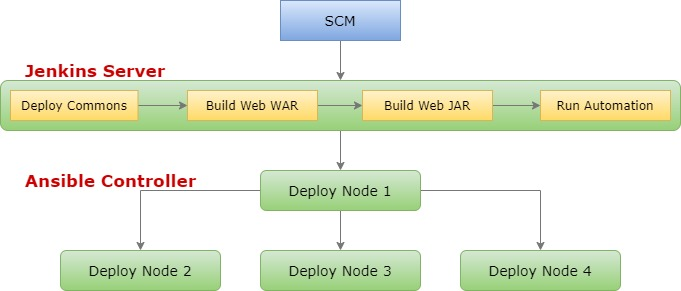 SCM
Jenkins Server
Deploy Commons
Build Web WAR
Build Web JAR
Run Automation
Ansible Controller
Deploy Node 1
Deploy Node 2
Deploy Node 3
Deploy Node 4